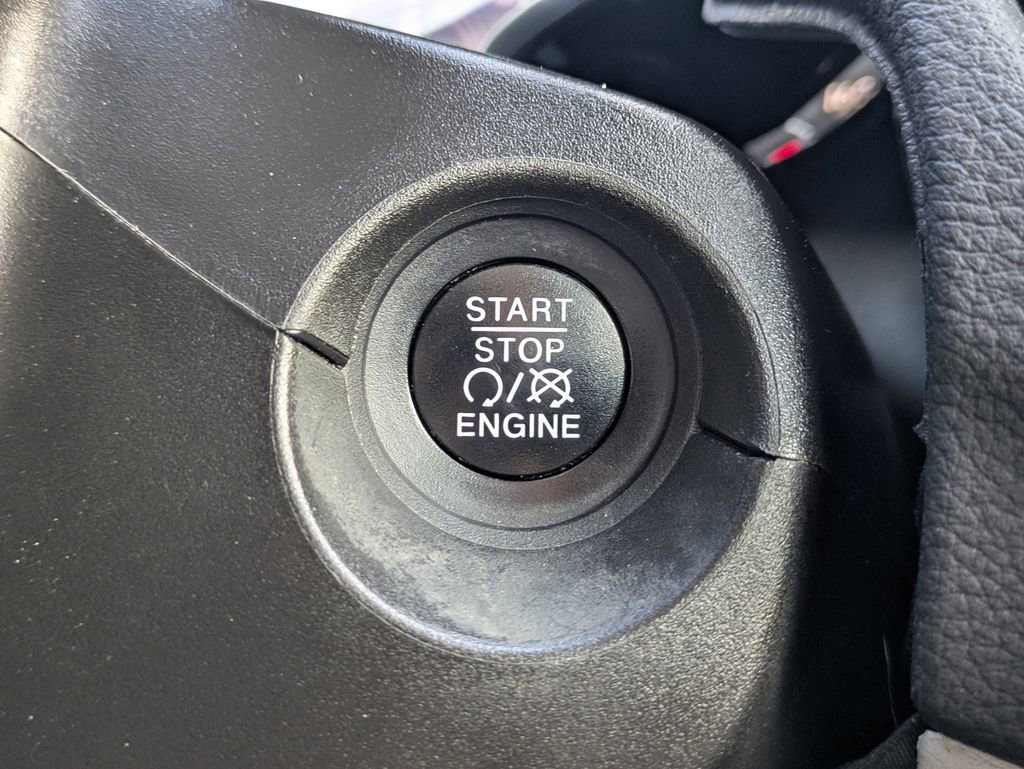 START
STOP
/
ENGINE